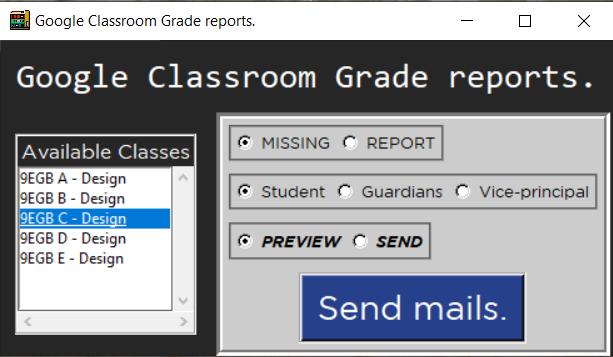 Google Classroom Grade reports.
Google Classroom Grade reports.
Available Classes
9EGB A - Design
9EGB B - Design
9EGB C - Design
9EGB D - Design
9EGB E - Design
MISSING REPORT
Student Guardians Vice-principal
PREVIEW SEND
Send mails.